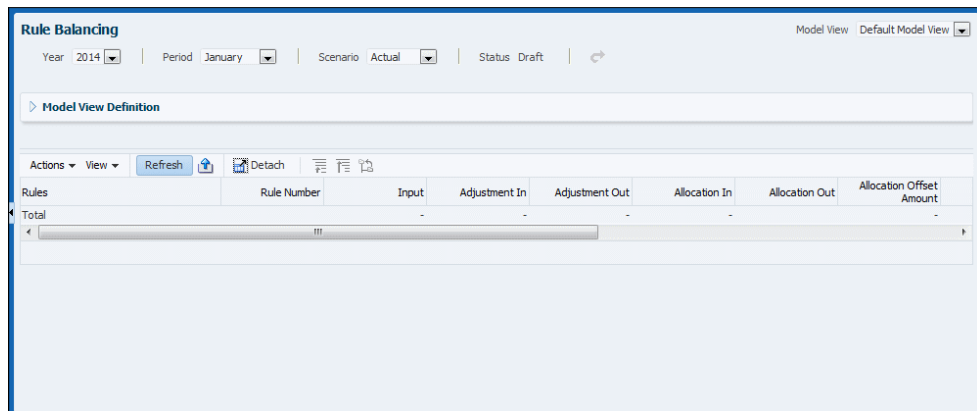 Rule Balancing
Model View Default Model View
Year 2014 Period January Scenario Actual Status Draft
Model View Definition
Actions View Refresh Detach
Rules Rule Number Input Adjustment In Adjustment Out Allocation In Allocation Out Allocation Offset Amount
Total - - - - - -